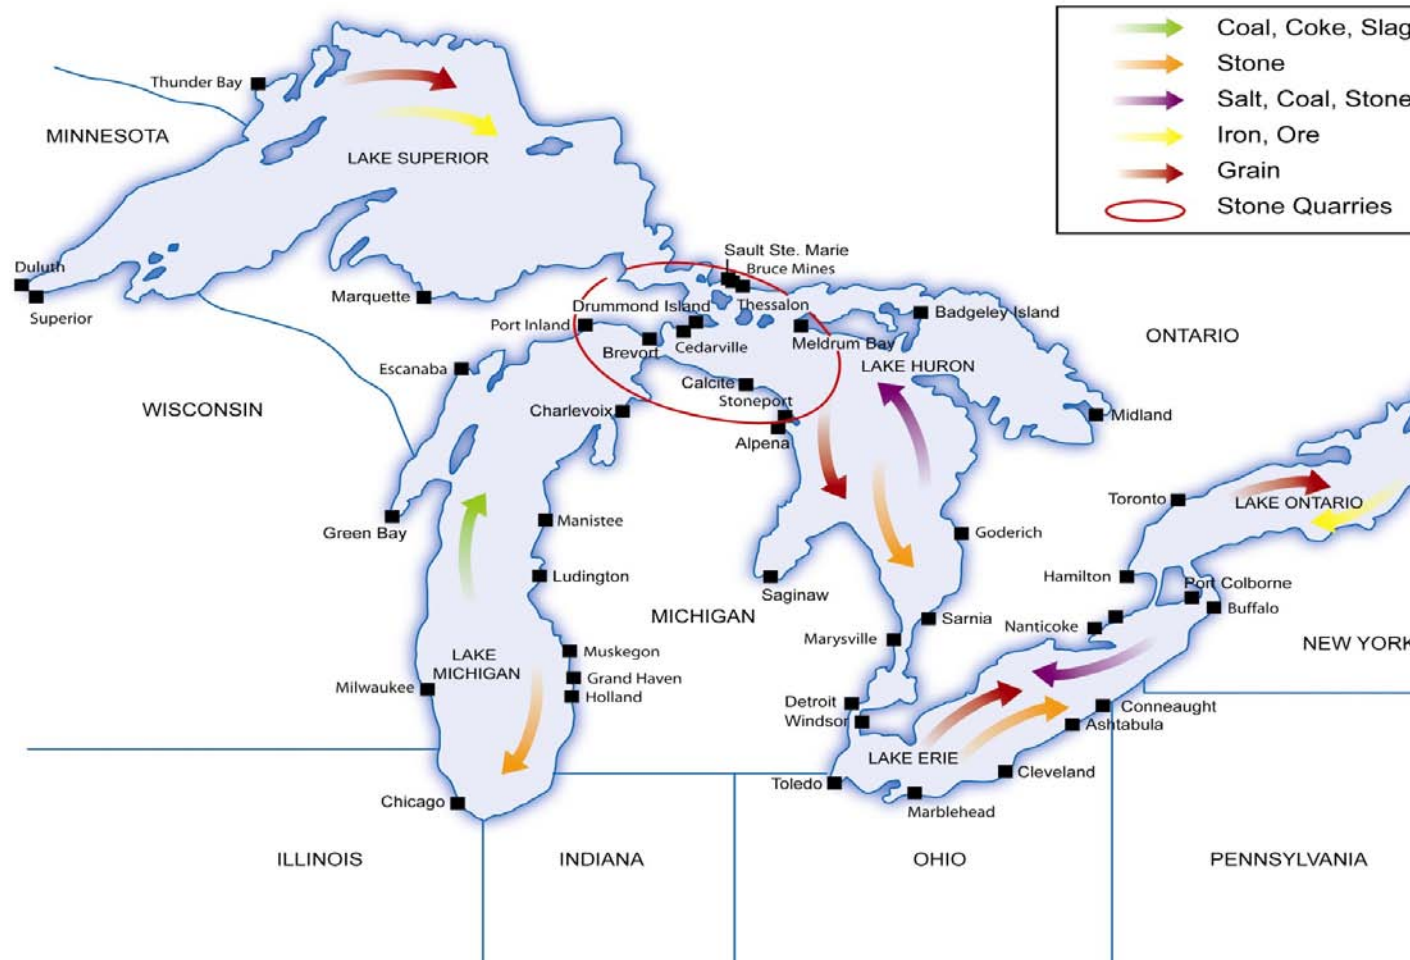 Coal, Coke, Slag
Stone
Salt, Coal, Stone
Iron, Ore
Grain
Stone Quarries
Thunder Bay
MINNESOTA
LAKE SUPERIOR
Duluth
Superior
Marquette
Sault Ste. Marie
Bruce Mines
Thessalon
Drummond Island
Port Inland
Brevort
Cedarville
Meldrum Bay
Badgeley Island
ONTARIO
LAKE HURON
Escanaba
Calcite
Stoneport
WISCONSIN
Charlevoix
Alpena
Midland
Green Bay
Manistee
Toronto
LAKE ONTARIO
Goderich
Ludington
Saginaw
Hamilton
Port Colborne
Buffalo
MICHIGAN
Sarnia
Nanticoke
Marysville
NEW YORK
Muskegon
LAKE
MICHIGAN
Grand Haven
Milwaukee
Holland
Detroit
Windsor
Conneaught
Ashtabula
LAKE ERIE
Cleveland
Toledo
Chicago
Marblehead
ILLINOIS
INDIANA
OHIO
PENNSYLVANIA